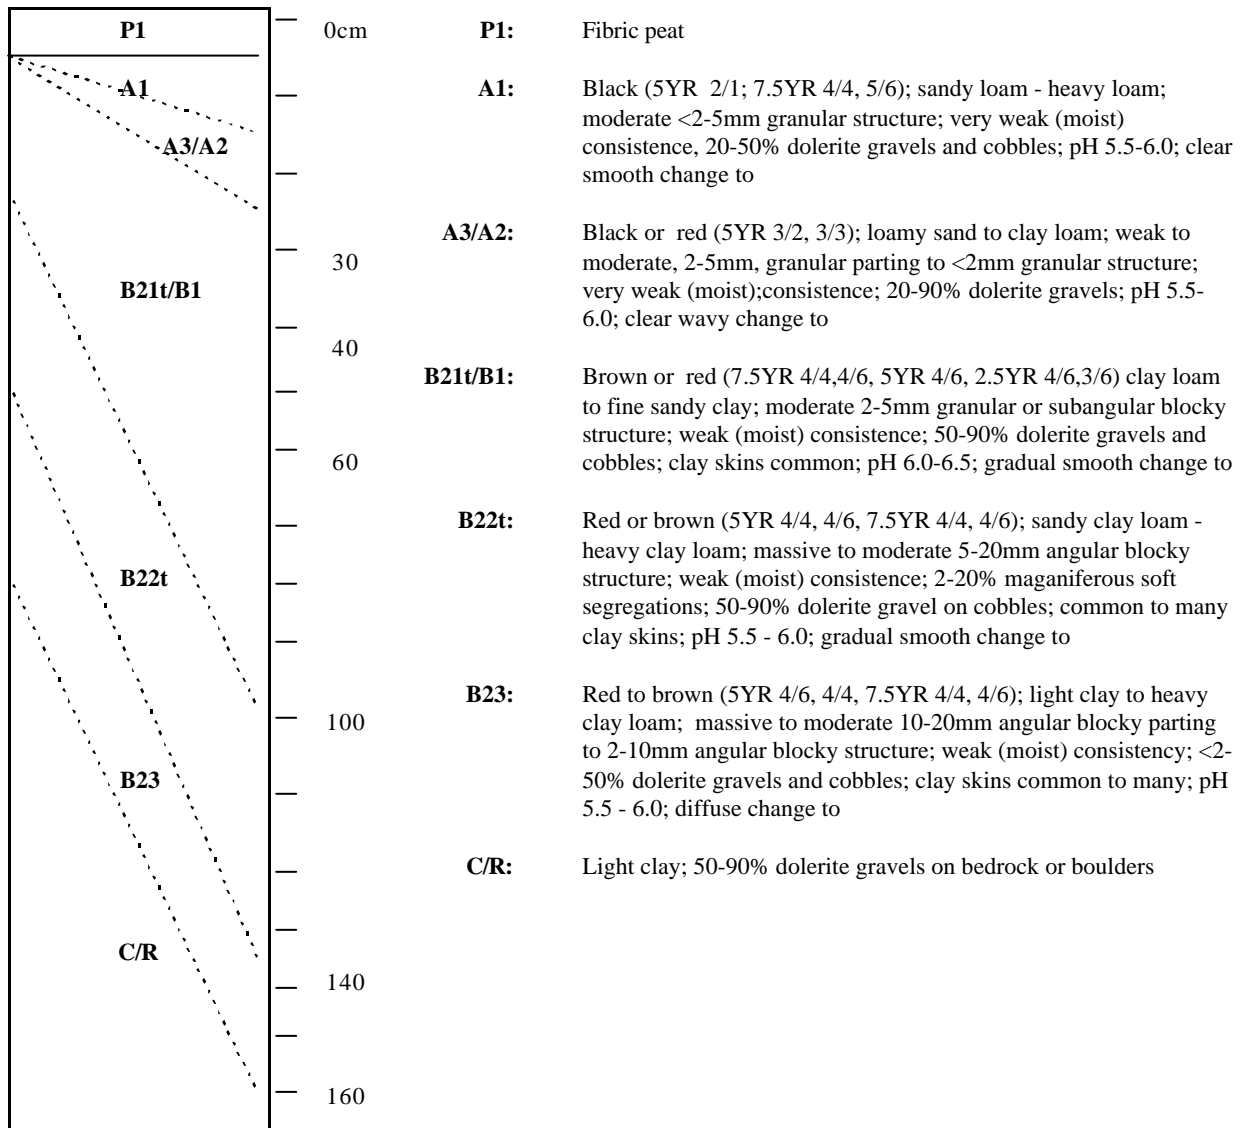 P1
A1
A3/A2
B21t/B1
B22t
B23
C/R
0cm
30
40
60
100
140
160
P1: Fibric peat
A1: Black (5YR 2/1; 7.5YR 4/4, 5/6); sandy loam - heavy loam;
moderate <2-5mm granular structure; very weak (moist)
consistence, 20-50% dolerite gravels and cobbles; pH 5.5-6.0; clear
smooth change to
A3/A2: Black or red (5YR 3/2, 3/3); loamy sand to clay loam; weak to
moderate, 2-5mm, granular parting to <2mm granular structure;
very weak (moist);consistence; 20-90% dolerite gravels; pH 5.5-
6.0; clear wavy change to
B21t/B1: Brown or red (7.5YR 4/4,4/6, 5YR 4/6, 2.5YR 4/6,3/6) clay loam
to fine sandy clay; moderate 2-5mm granular or subangular blocky
structure; weak (moist) consistence; 50-90% dolerite gravels and
cobbles; clay skins common; pH 6.0-6.5; gradual smooth change to
B22t: Red or brown (5YR 4/4, 4/6, 7.5YR 4/4, 4/6); sandy clay loam -
heavy clay loam; massive to moderate 5-20mm angular blocky
structure; weak (moist) consistence; 2-20% maganiferous soft
segregations; 50-90% dolerite gravel on cobbles; common to many
clay skins; pH 5.5 - 6.0; gradual smooth change to
B23: Red to brown (5YR 4/6, 4/4, 7.5YR 4/4, 4/6); light clay to heavy
clay loam; massive to moderate 10-20mm angular blocky parting
to 2-10mm angular blocky structure; weak (moist) consistency; <2-
50% dolerite gravels and cobbles; clay skins common to many; pH
5.5 - 6.0; diffuse change to
C/R: Light clay; 50-90% dolerite gravels on bedrock or boulders